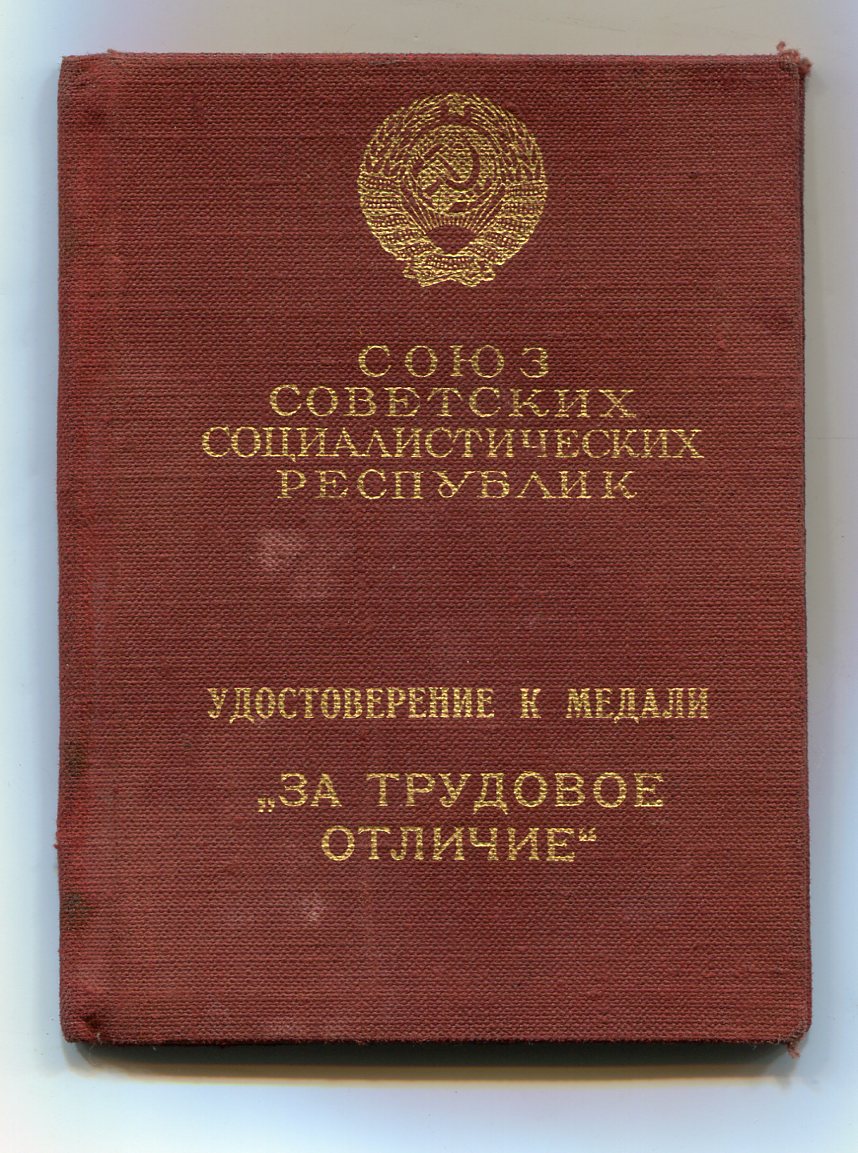 СОЮЗ
СОВЕТСКИХ
СОЦИАЛИСТИЧЕСКИХ
РЕСПУБЛИК
УДОСТОВЕРЕНИЕ К МЕДАЛИ
„ЗА ТРУДОВОЕ
ОТЛИЧИЕ“